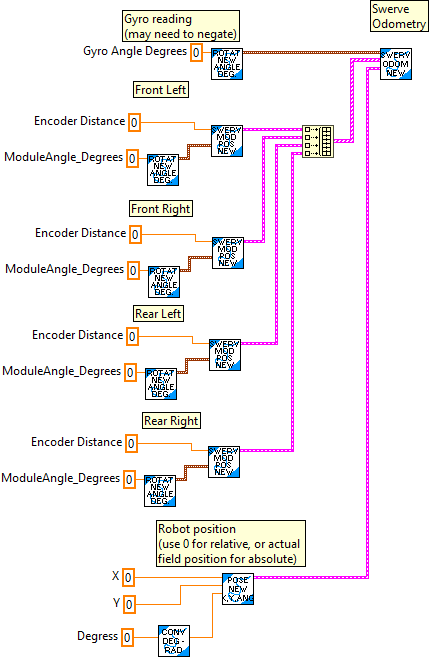 Gyro reading
(may need to negate)
Swerve
Odometry
Gyro Angle Degrees 0
ROTAT
NEW
ANGLE
DEG
SWERV
ODOM
NEW
Front Left
Encoder Distance 0
SWERV
MOD
POS
NEW
ModuleAngle_Degrees 0
ROTAT
NEW
ANGLE
DEG
Front Right
Encoder Distance 0
SWERV
MOD
POS
NEW
ModuleAngle_Degrees 0
ROTAT
NEW
ANGLE
DEG
Rear Left
Encoder Distance 0
SWERV
MOD
POS
NEW
ModuleAngle_Degrees 0
ROTAT
NEW
ANGLE
DEG
Rear Right
Encoder Distance 0
SWERV
MOD
POS
NEW
ModuleAngle_Degrees 0
ROTAT
NEW
ANGLE
DEG
Robot position
(use 0 for relative, or actual
field position for absolute)
X 0
POSE
NEW
X,Y,ANG
Y 0
Degress 0
CONV
DEG -
RAD